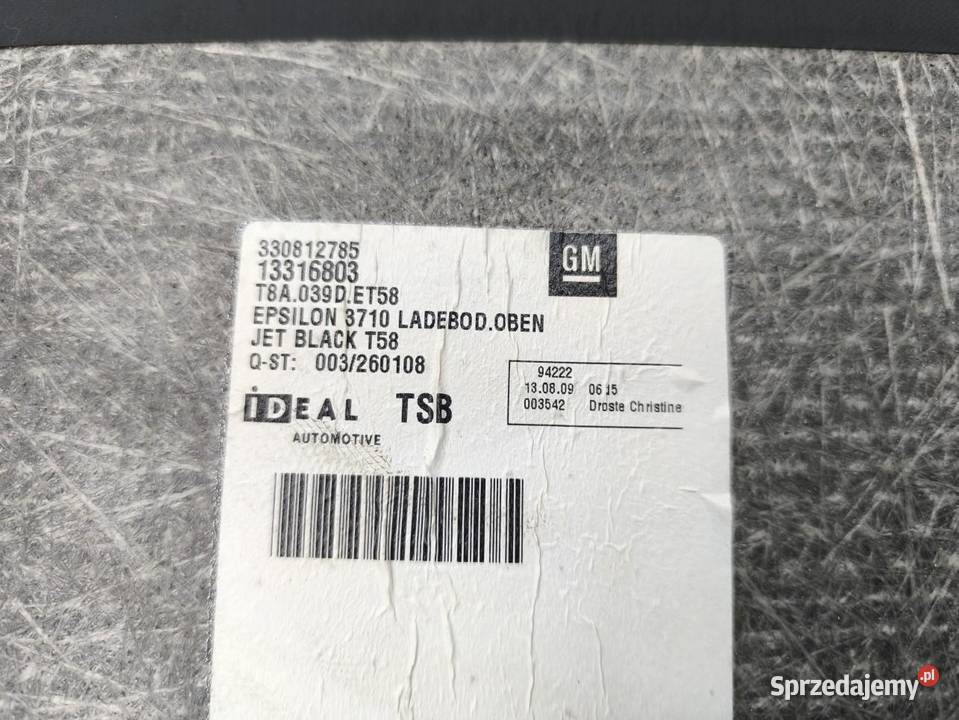 330812785
13316803
T8A.039D.ET58
EPSILON 3710 LADEBOD.OBEN
JET BLACK T58
Q-ST: 003/260108
GM
94222
13.08.09 06:15
003542 Droste Christine
iDEAL TSB
AUTOMOTIVE
Sprzedajemy.pl